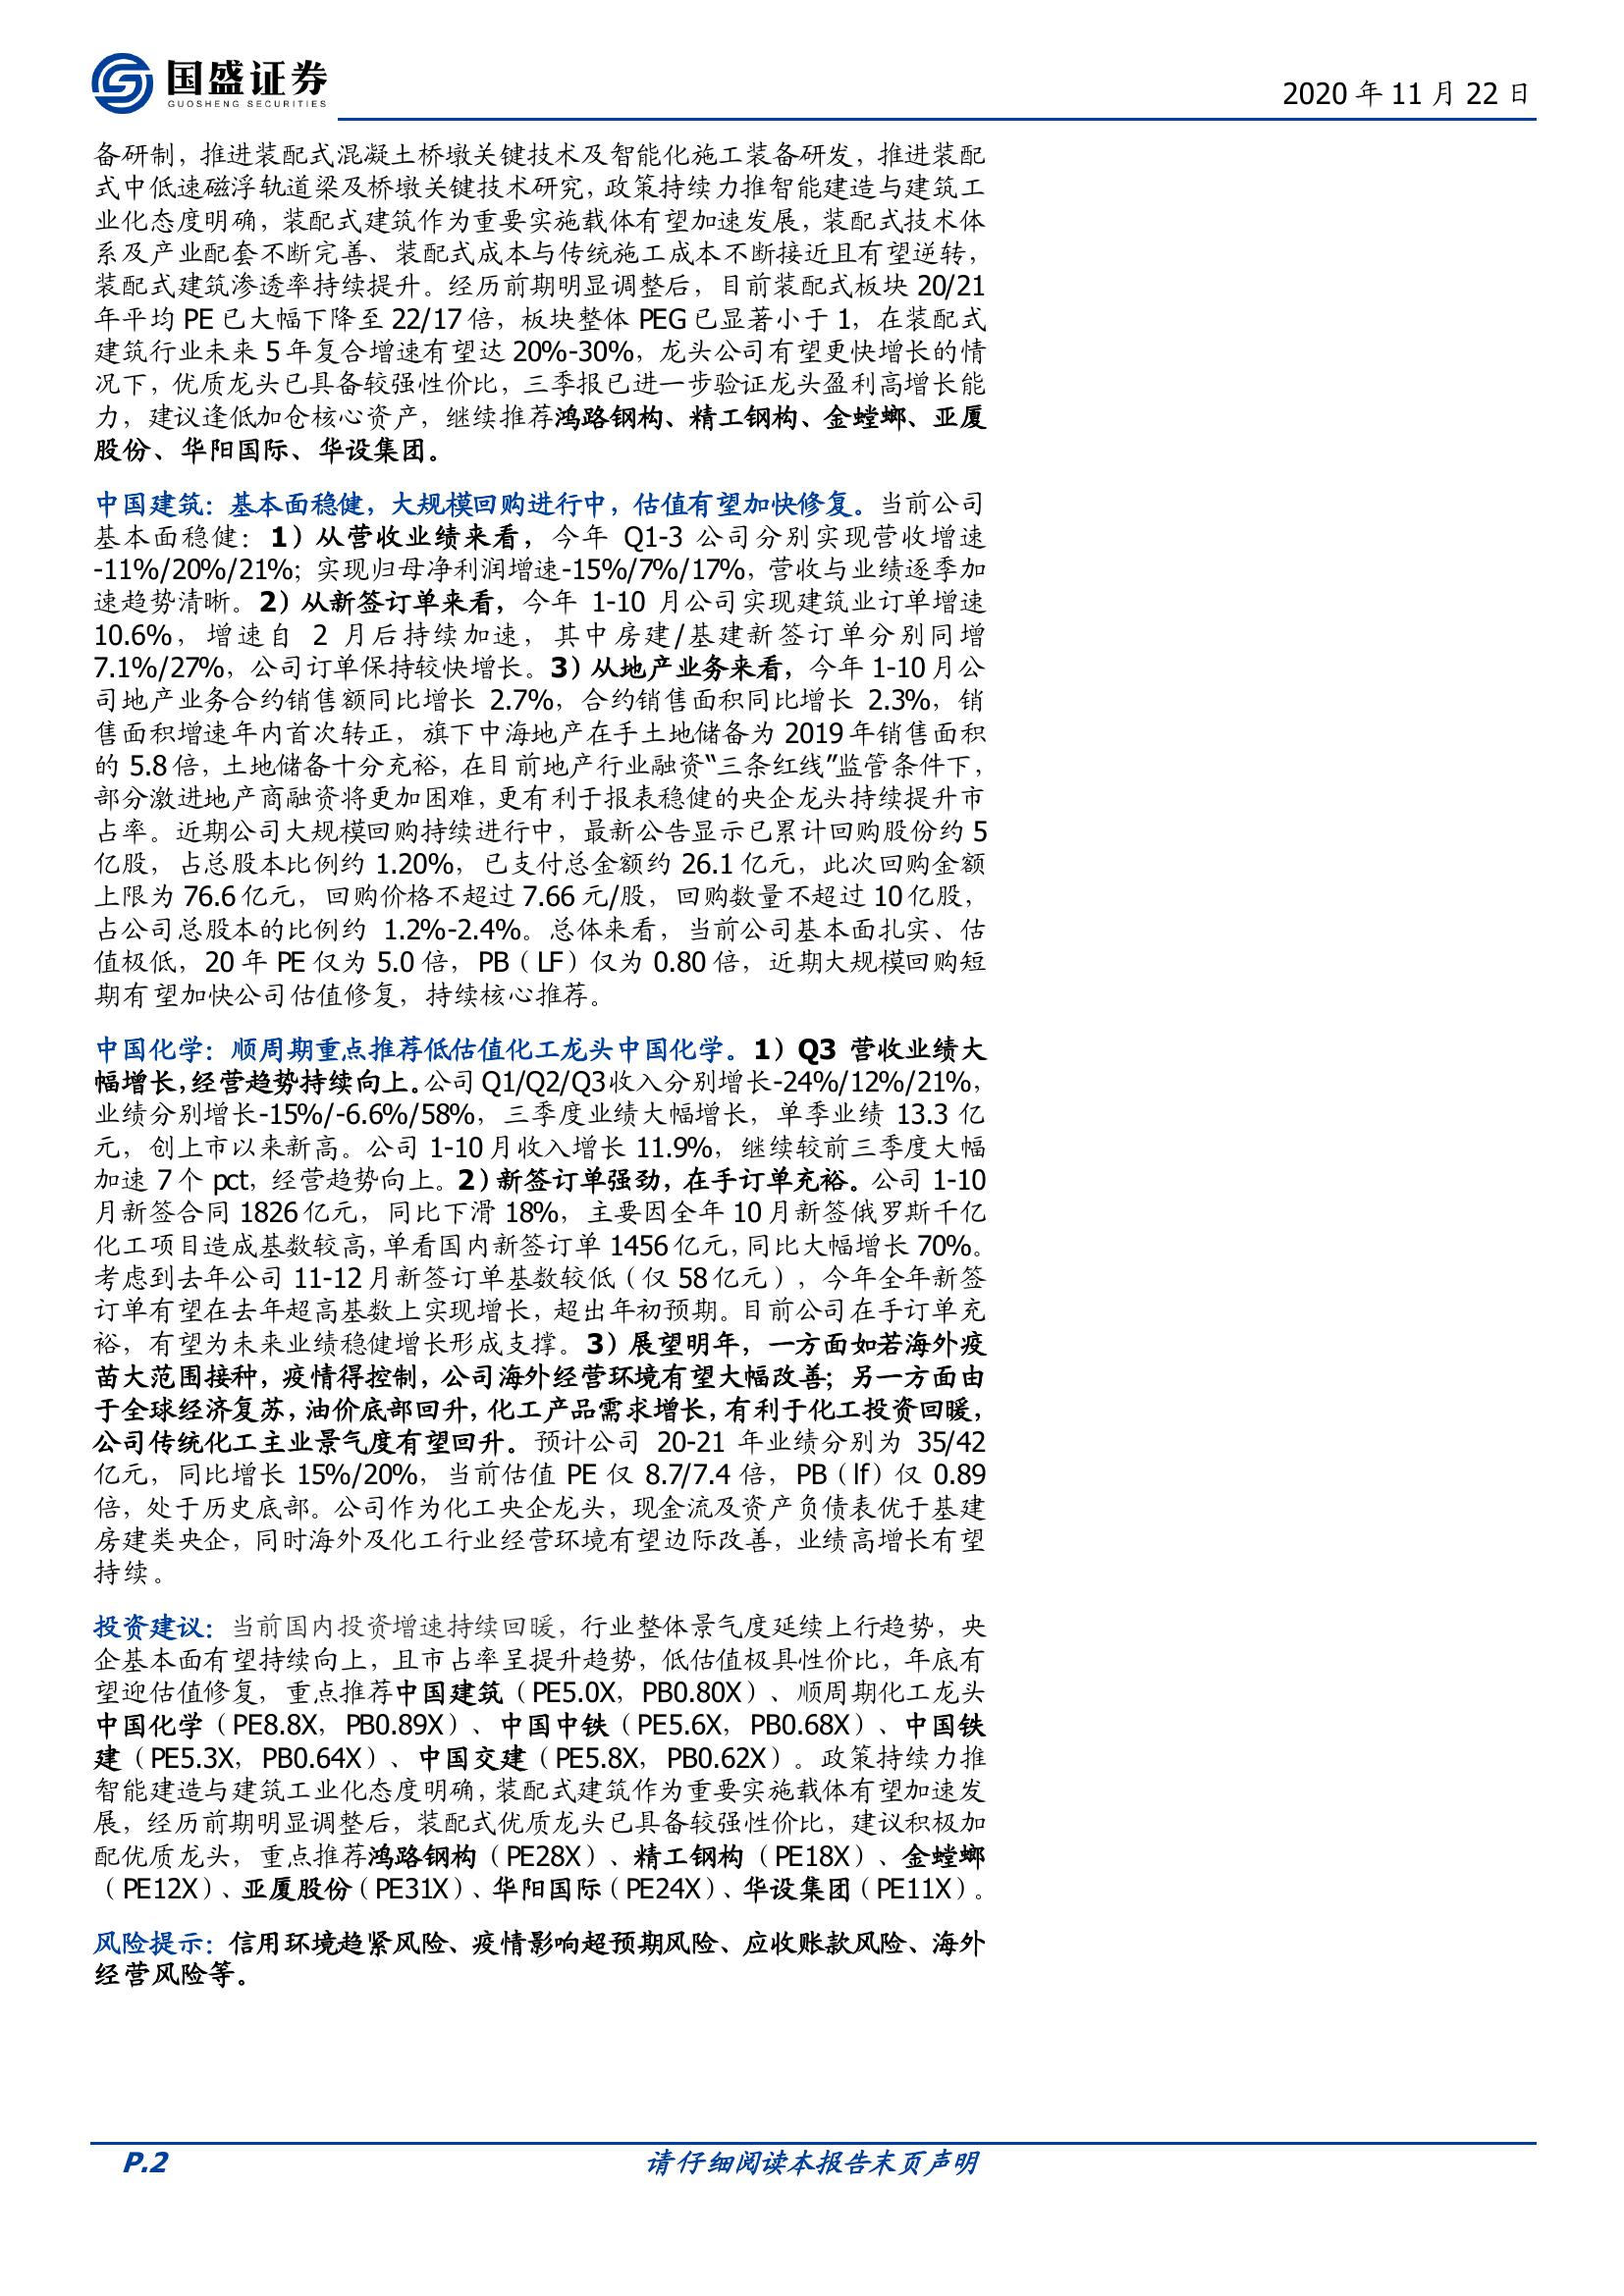 国盛证券
GUOSHENG SECURITIES
2020 年 11 月 22 日
备研制，推进装配式混凝土桥墩关键技术及智能化施工装备研发，推进装配
式中低速磁浮轨道梁及桥墩关键技术研究，政策持续力推智能建造与建筑工
业化态度明确，装配式建筑作为重要实施载体有望加速发展，装配式技术体
系及产业配套不断完善、装配式成本与传统施工成本不断接近且有望逆转，
装配式建筑渗透率持续提升。经历前期明显调整后，目前装配式板块 20/21
年平均 PE 已大幅下降至 22/17 倍，板块整体 PEG 已显著小于 1，在装配式
建筑行业未来 5 年复合增速有望达 20%-30%，龙头公司有望更快增长的情
况下，优质龙头已具备较强性价比，三季报已进一步验证龙头盈利高增长能
力，建议逢低加仓核心资产，继续推荐鸿路钢构、精工钢构、金螳螂、亚厦
股份、华阳国际、华设集团。
中国建筑：基本面稳健，大规模回购进行中，估值有望加快修复。当前公司
基本面稳健：1）从营收业绩来看，今年 Q1-3 公司分别实现营收增速
-11%/20%/21%；实现归母净利润增速-15%/7%/17%，营收与业绩逐季加
速趋势清晰。2）从新签订单来看，今年 1-10 月公司实现建筑业订单增速
10.6%，增速自 2 月后持续加速，其中房建/基建新签订单分别同增
7.1%/27%，公司订单保持较快增长。3）从地产业务来看，今年 1-10 月公
司地产业务合约销售额同比增长 2.7%，合约销售面积同比增长 2.3%，销
售面积增速年内首次转正，旗下中海地产在手土地储备为 2019 年销售面积
的 5.8 倍，土地储备十分充裕，在目前地产行业融资“三条红线”监管条件下，
部分激进地产商融资将更加困难，更有利于报表稳健的央企龙头持续提升市
占率。近期公司大规模回购持续进行中，最新公告显示已累计回购股份约 5
亿股，占总股本比例约 1.20%，已支付总金额约 26.1 亿元，此次回购金额
上限为 76.6 亿元，回购价格不超过 7.66 元/股，回购数量不超过 10 亿股，
占公司总股本的比例约 1.2%-2.4%。总体来看，当前公司基本面扎实、估
值极低，20 年 PE 仅为 5.0 倍，PB（LF）仅为 0.80 倍，近期大规模回购短
期有望加快公司估值修复，持续核心推荐。
中国化学：顺周期重点推荐低估值化工龙头中国化学。1）Q3 营收业绩大
幅增长，经营趋势持续向上。公司 Q1/Q2/Q3 收入分别增长-24%/12%/21%，
业绩分别增长-15%/-6.6%/58%，三季度业绩大幅增长，单季业绩 13.3 亿
元，创上市以来新高。公司 1-10 月收入增长 11.9%，继续较前三季度大幅
加速 7 个 pct，经营趋势向上。2）新签订单强劲，在手订单充裕。公司 1-10
月新签合同 1826 亿元，同比下滑 18%，主要因全年 10 月新签俄罗斯千亿
化工项目造成基数较高，单看国内新签订单 1456 亿元，同比大幅增长 70%。
考虑到去年公司 11-12 月新签订单基数较低（仅 58 亿元），今年全年新签
订单有望在去年超高基数上实现增长，超出年初预期。目前公司在手订单充
裕，有望为未来业绩稳健增长形成支撑。3）展望明年，一方面如若海外疫
苗大范围接种，疫情得控制，公司海外经营环境有望大幅改善；另一方面由
于全球经济复苏，油价底部回升，化工产品需求增长，有利于化工投资回暖，
公司传统化工主业景气度有望回升。预计公司 20-21 年业绩分别为 35/42
亿元，同比增长 15%/20%，当前估值 PE 仅 8.7/7.4 倍，PB（lf）仅 0.89
倍，处于历史底部。公司作为化工央企龙头，现金流及资产负债表优于基建
房建类央企，同时海外及化工行业经营环境有望边际改善，业绩高增长有望
持续。
投资建议：当前国内投资增速持续回暖，行业整体景气度延续上行趋势，央
企基本面有望持续向上，且市占率呈提升趋势，低估值极具性价比，年底有
望迎估值修复，重点推荐中国建筑（PE5.0X，PB0.80X）、顺周期化工龙头
中国化学（PE8.8X，PB0.89X）、中国中铁（PE5.6X，PB0.68X）、中国铁
建（PE5.3X，PB0.64X）、中国交建（PE5.8X，PB0.62X）。政策持续力推
智能建造与建筑工业化态度明确，装配式建筑作为重要实施载体有望加速发
展，经历前期明显调整后，装配式优质龙头已具备较强性价比，建议积极加
配优质龙头，重点推荐鸿路钢构（PE28X）、精工钢构（PE18X）、金螳螂
（PE12X）、亚厦股份（PE31X）、华阳国际（PE24X）、华设集团（PE11X）。
风险提示：信用环境趋紧风险、疫情影响超预期风险、应收账款风险、海外
经营风险等。
P.2
请仔细阅读本报告末页声明